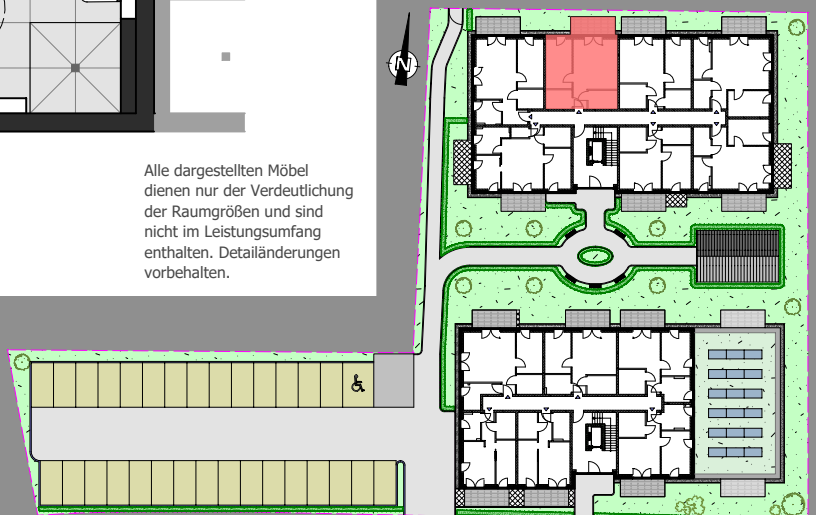 N
Alle dargestellten Möbel
dienen nur der Verdeutlichung
der Raumgrößen und sind
nicht im Leistungsumfang
enthalten. Detailänderungen
vorbehalten.